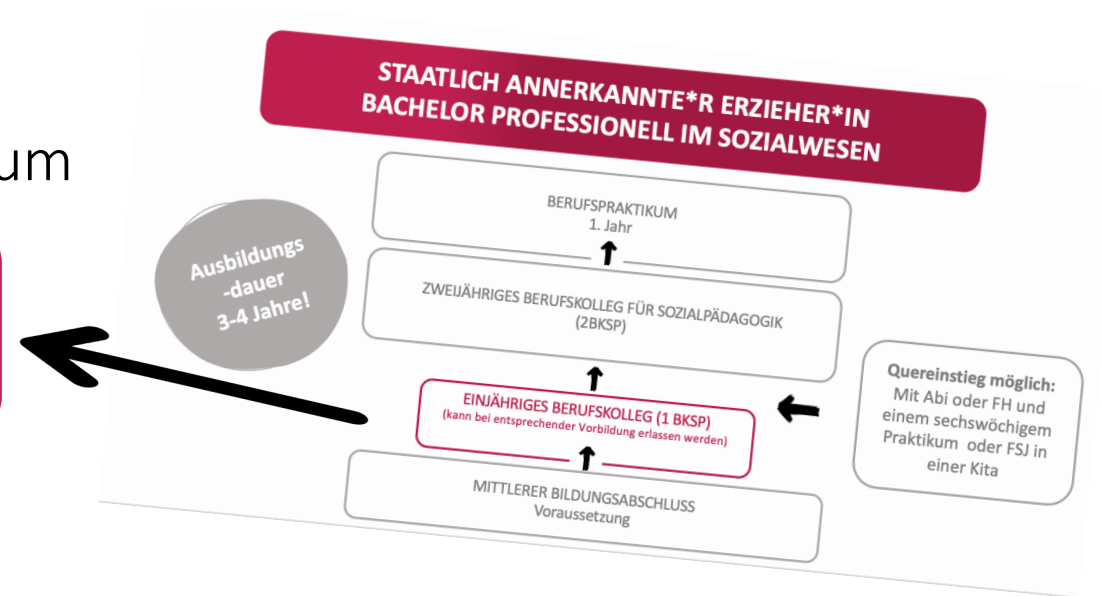 um
STAATLICH ANNERKANNTE*R ERZIEHER*IN
BACHELOR PROFESSIONELL IM SOZIALWESEN
BERUFSPRAKTIKUM
1. Jahr
Ausbildungs
-dauer
3-4 Jahre!
ZWEIJÄHRIGES BERUFSKOLLEG FÜR SOZIALPÄDAGOGIK
(2BKSP)
Quereinstieg möglich:
Mit Abi oder FH und
einem sechswöchigem
Praktikum oder FSJ in
einer Kita
EINJÄHRIGES BERUFSKOLLEG (1 BKSP)
(kann bei entsprechender Vorbildung erlassen werden)
MITTLERER BILDUNGSABSCHLUSS
Voraussetzung